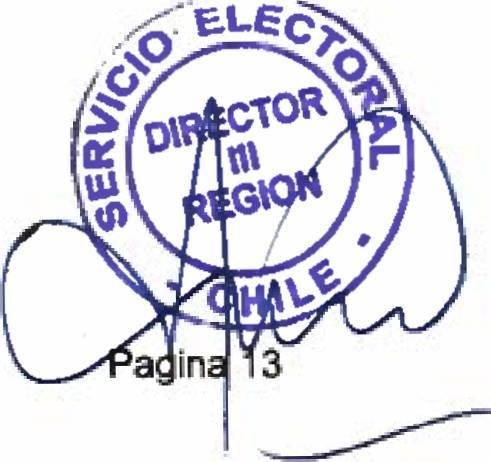 SERVICIO ELECTORAL
DIRECTOR
III
REGION
CHILE
Pagina 13